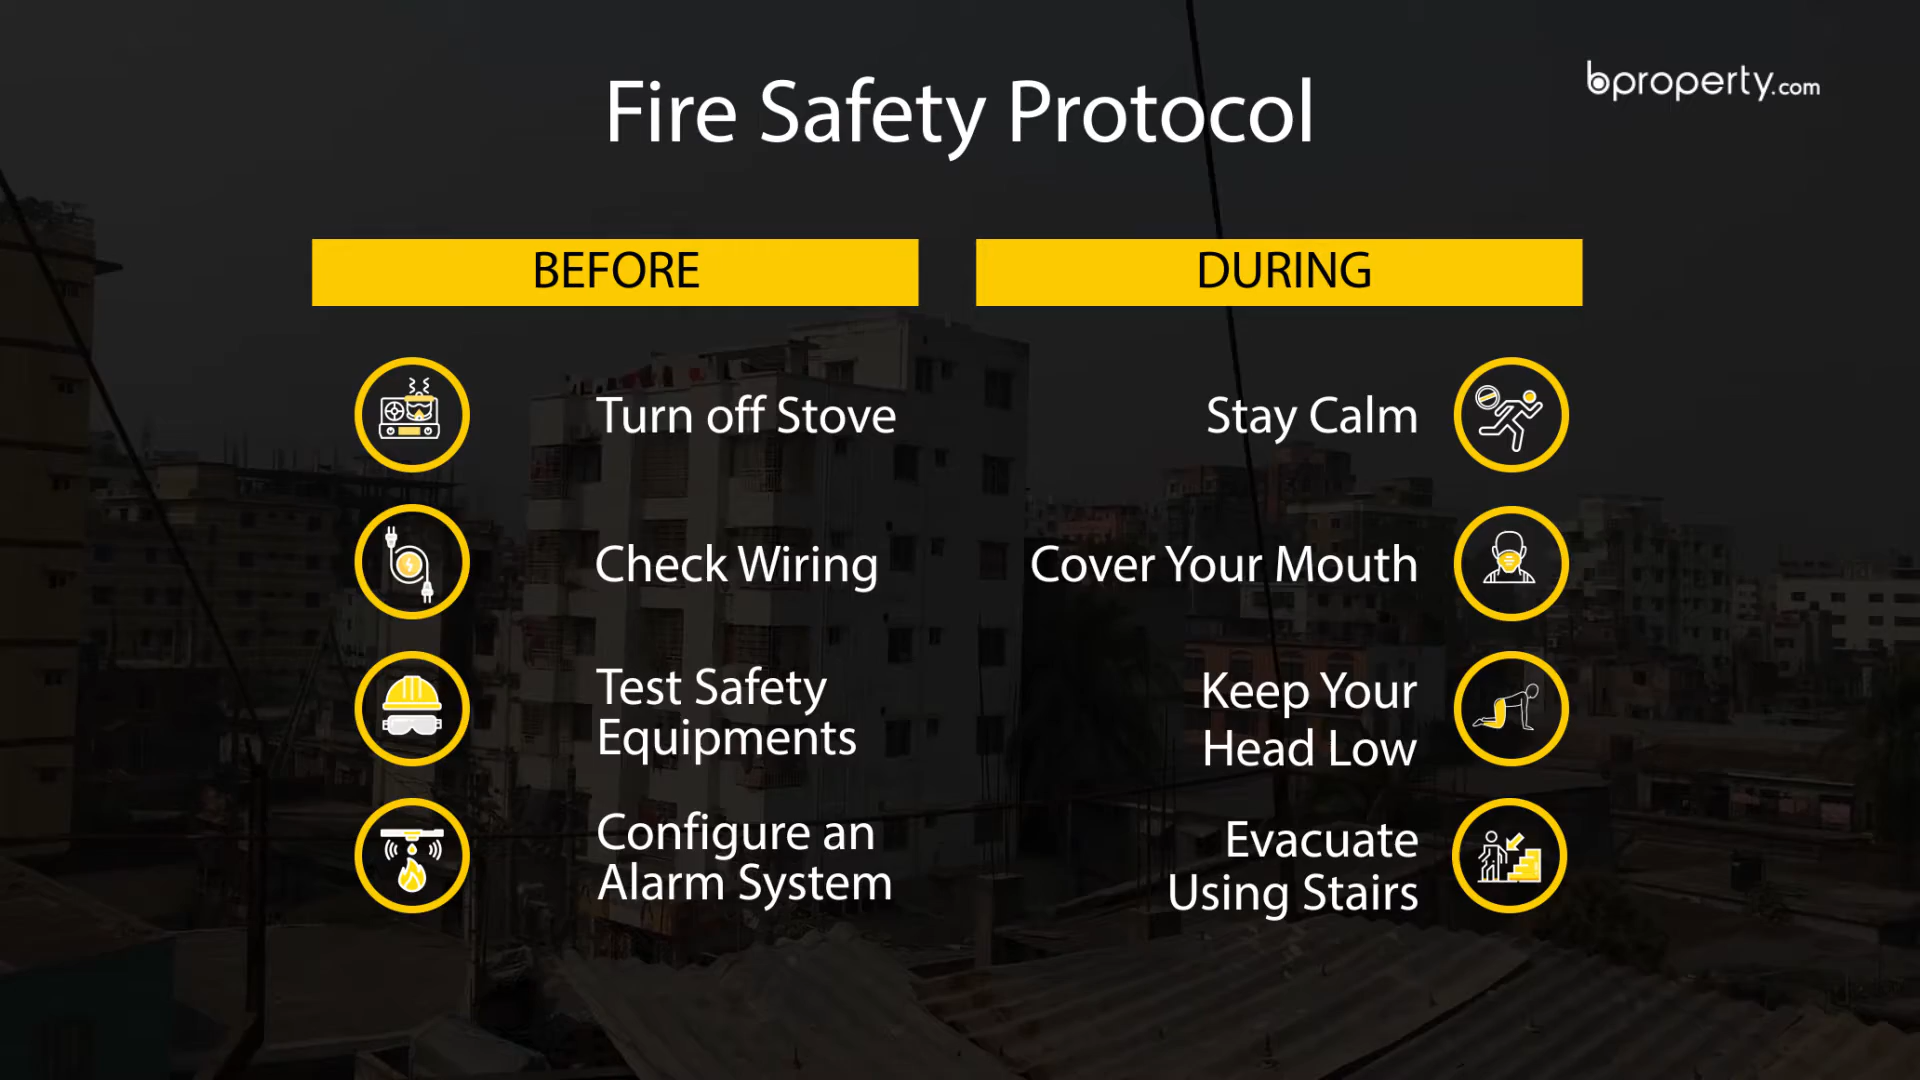 Fire Safety Protocol
bproperty.com
BEFORE
Turn off Stove
Check Wiring
Test Safety
Equipments
Configure an
Alarm System
DURING
Stay Calm
Cover Your Mouth
Keep Your
Head Low
Evacuate
Using Stairs